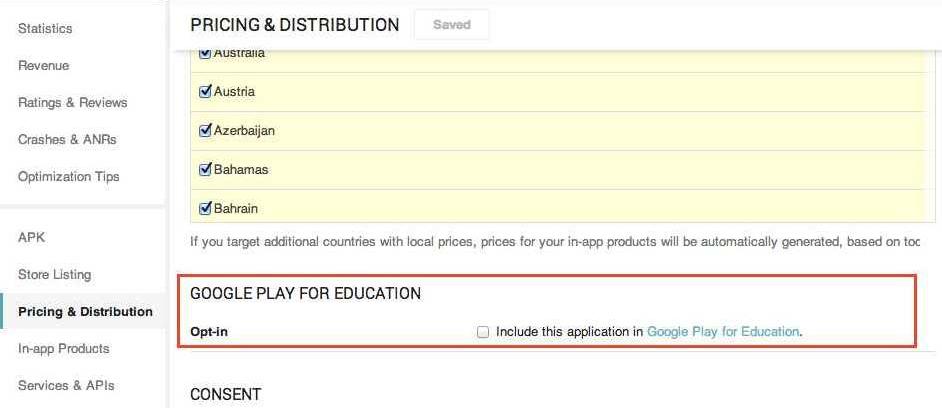 Statistics
Revenue
Ratings & Reviews
Crashes & ANRs
Optimization Tips
APK
Store Listing
Pricing & Distribution
In-app Products
Services & APIs
PRICING & DISTRIBUTION Saved
Australia
Austria
Azerbaijan
Bahamas
Bahrain
If you target additional countries with local prices, prices for your in-app products will be automatically generated, based on toc
GOOGLE PLAY FOR EDUCATION
Opt-in Include this application in Google Play for Education.
CONSENT